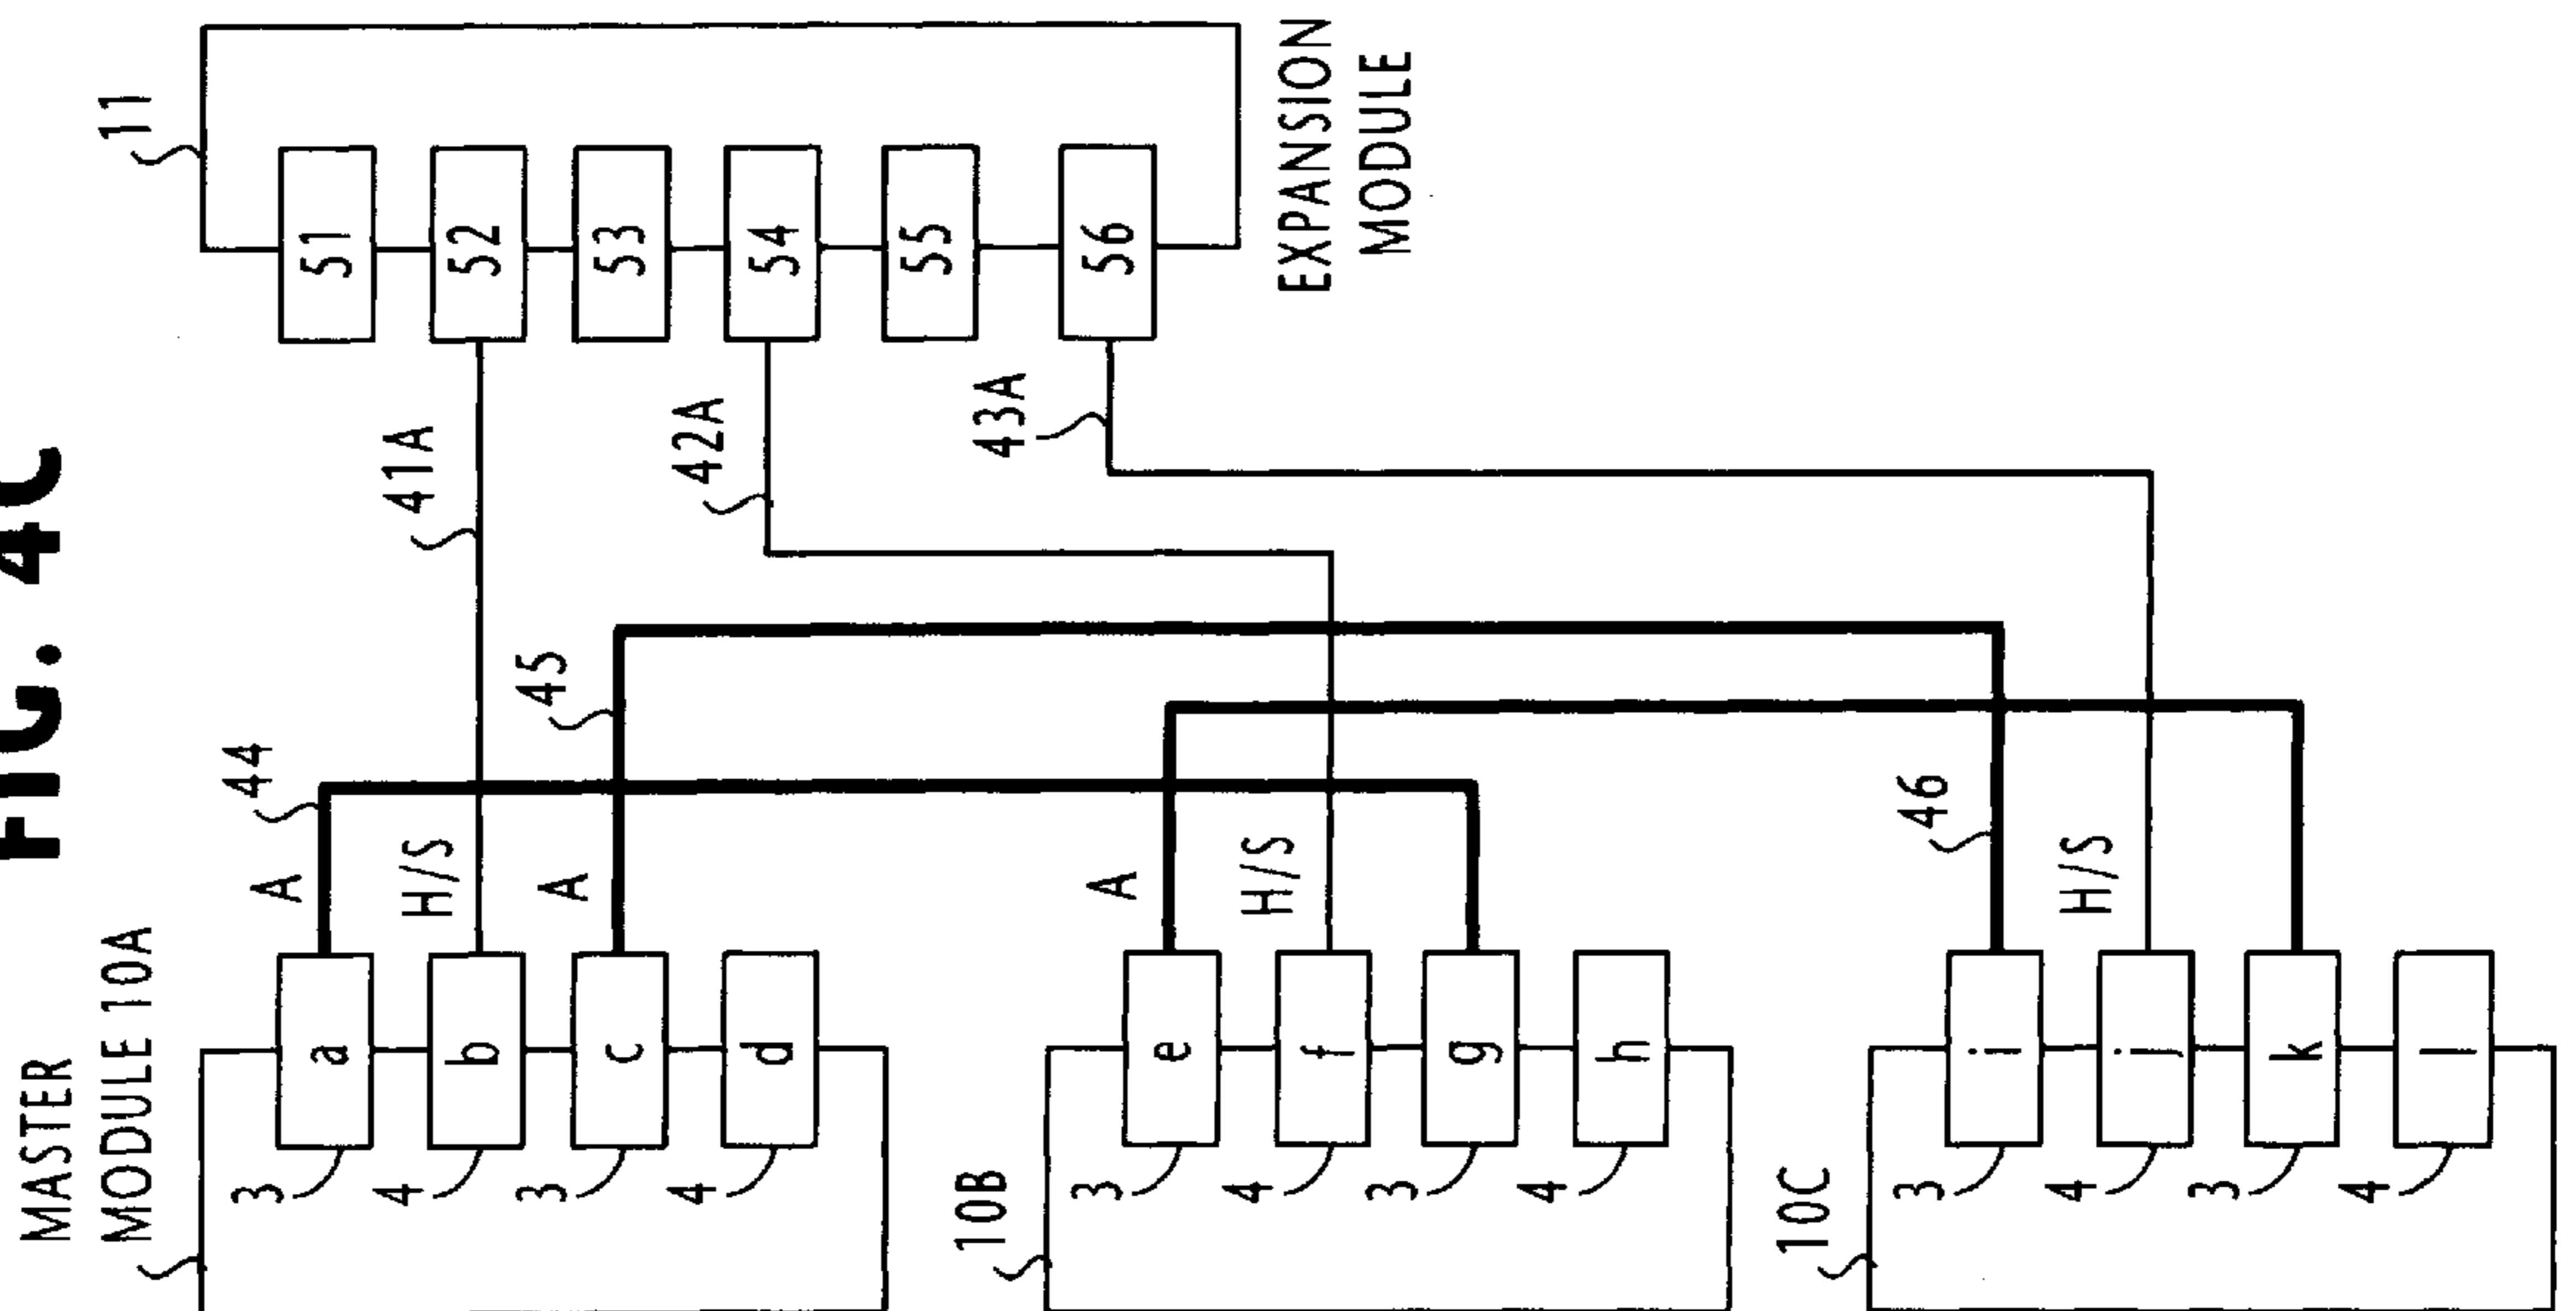 FIG. 4C
MASTER
MODULE 10A
A
44
H/S
41A
A
45
42A
43A
11
3
a
4
b
3
c
4
d
51
52
53
54
55
56
EXPANSION
MODULE
10B
A
H/S
3
e
4
f
3
g
4
h
10C
46
H/S
3
i
4
j
3
k
4
l